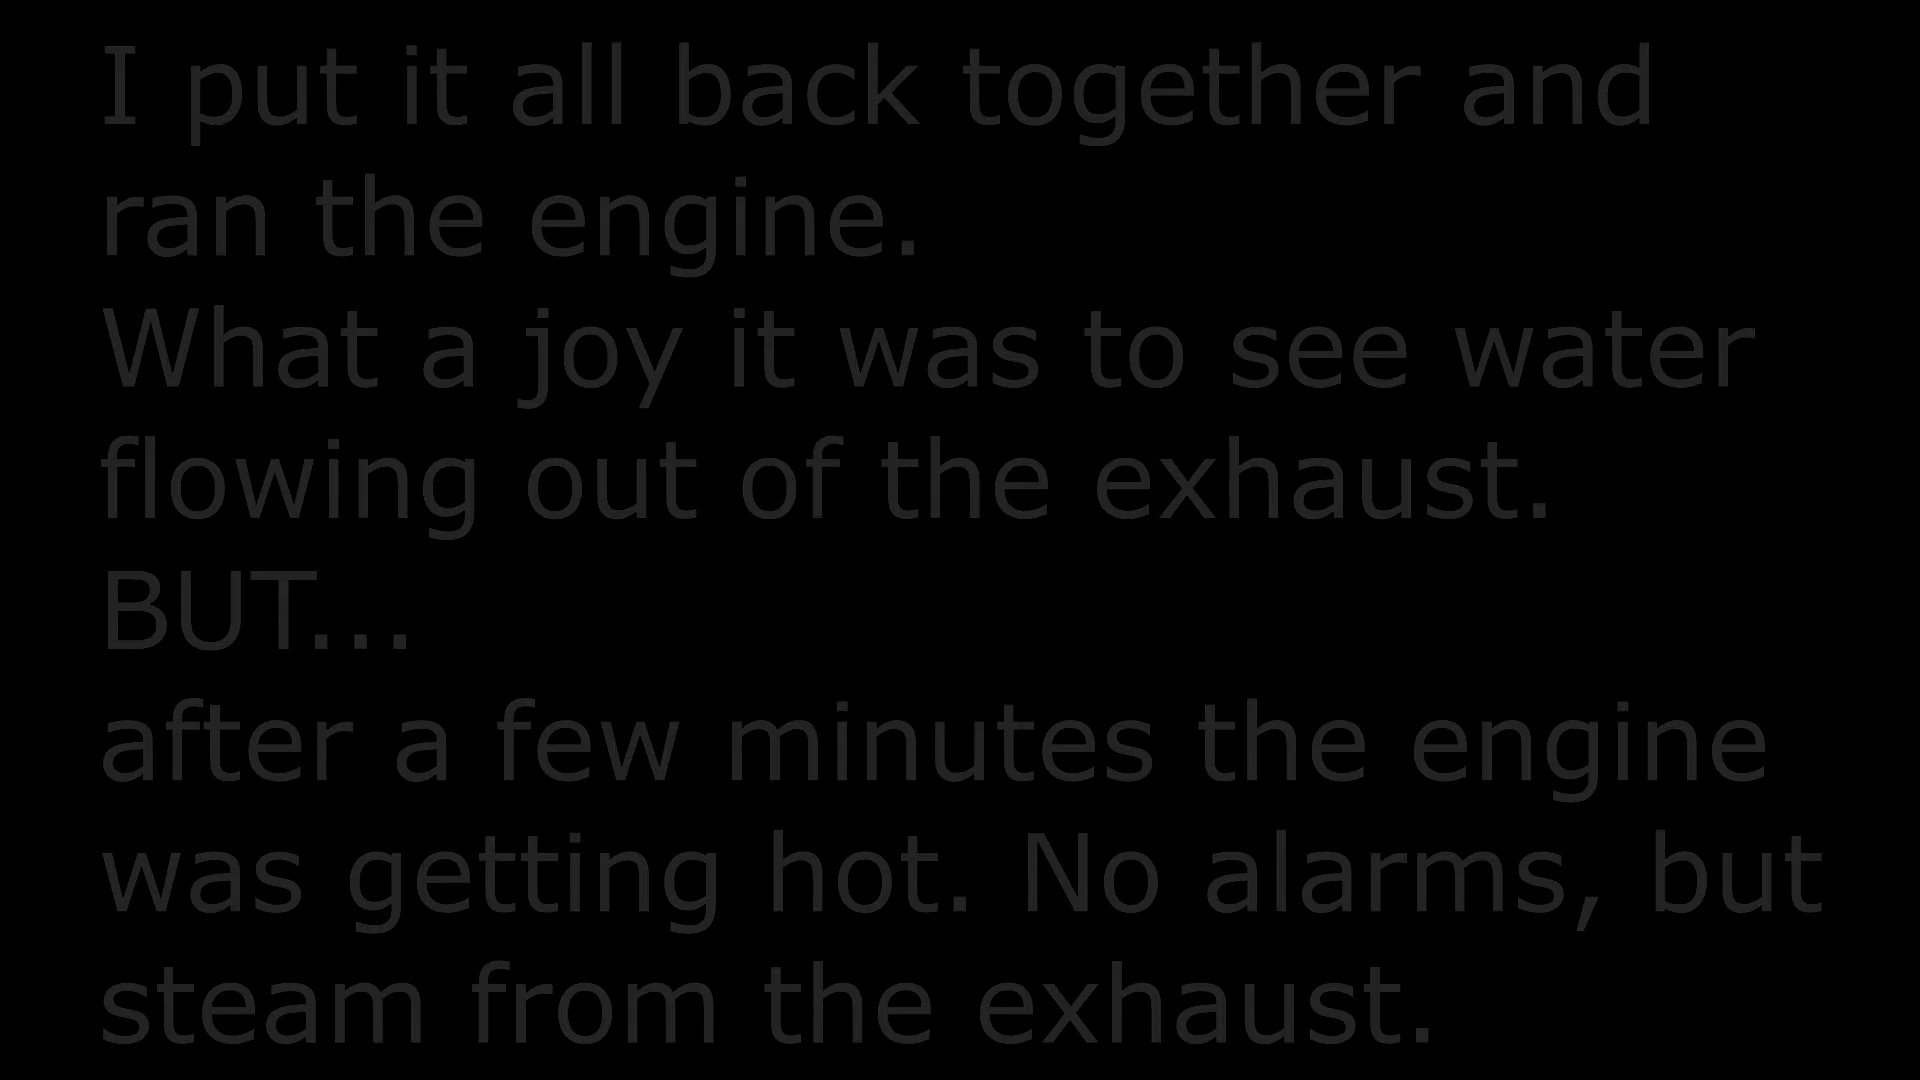 I put it all back together and
ran the engine.
What a joy it was to see water
flowing out of the exhaust.
BUT...
after a few minutes the engine
was getting hot. No alarms, but
steam from the exhaust.